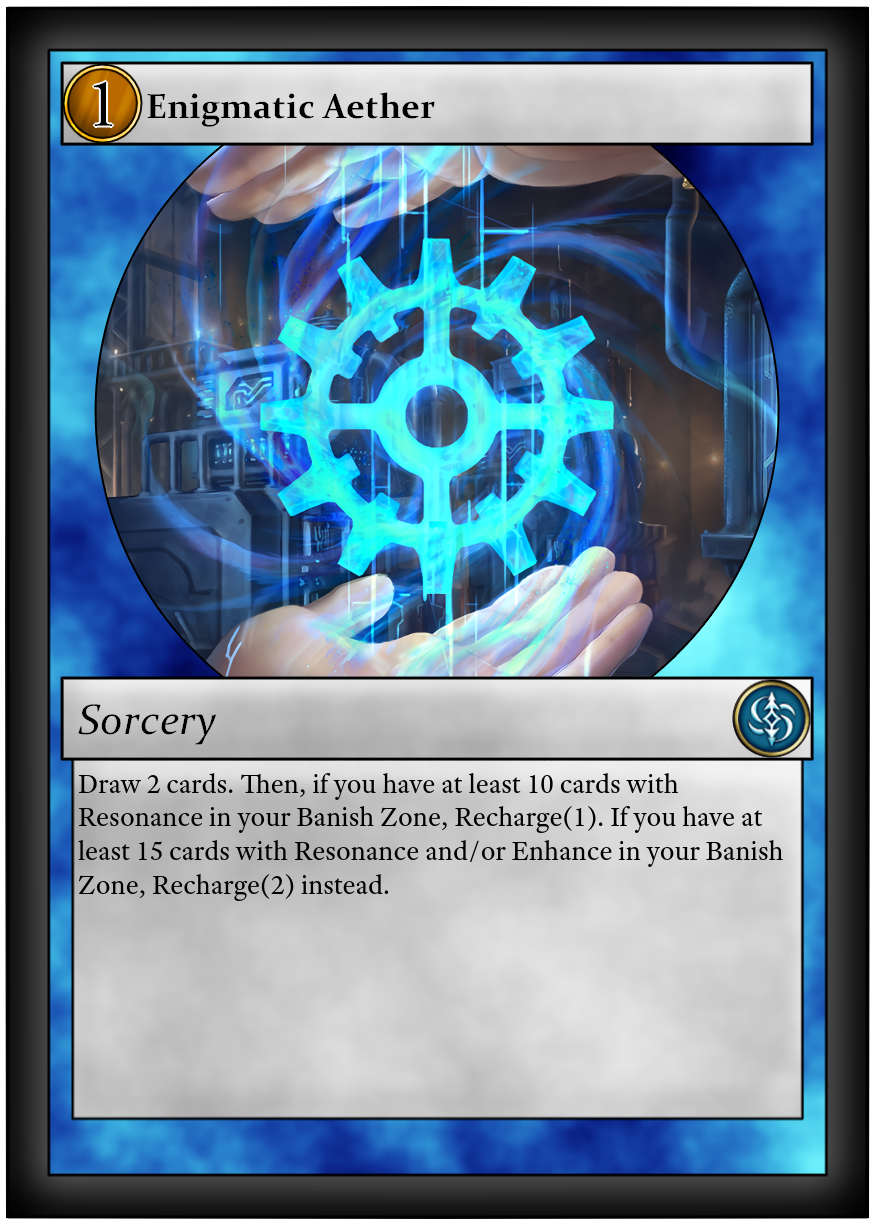 1 Enigmatic Aether
Sorcery
Draw 2 cards. Then, if you have at least 10 cards with
Resonance in your Banish Zone, Recharge(1). If you have at
least 15 cards with Resonance and/or Enhance in your Banish
Zone, Recharge(2) instead.